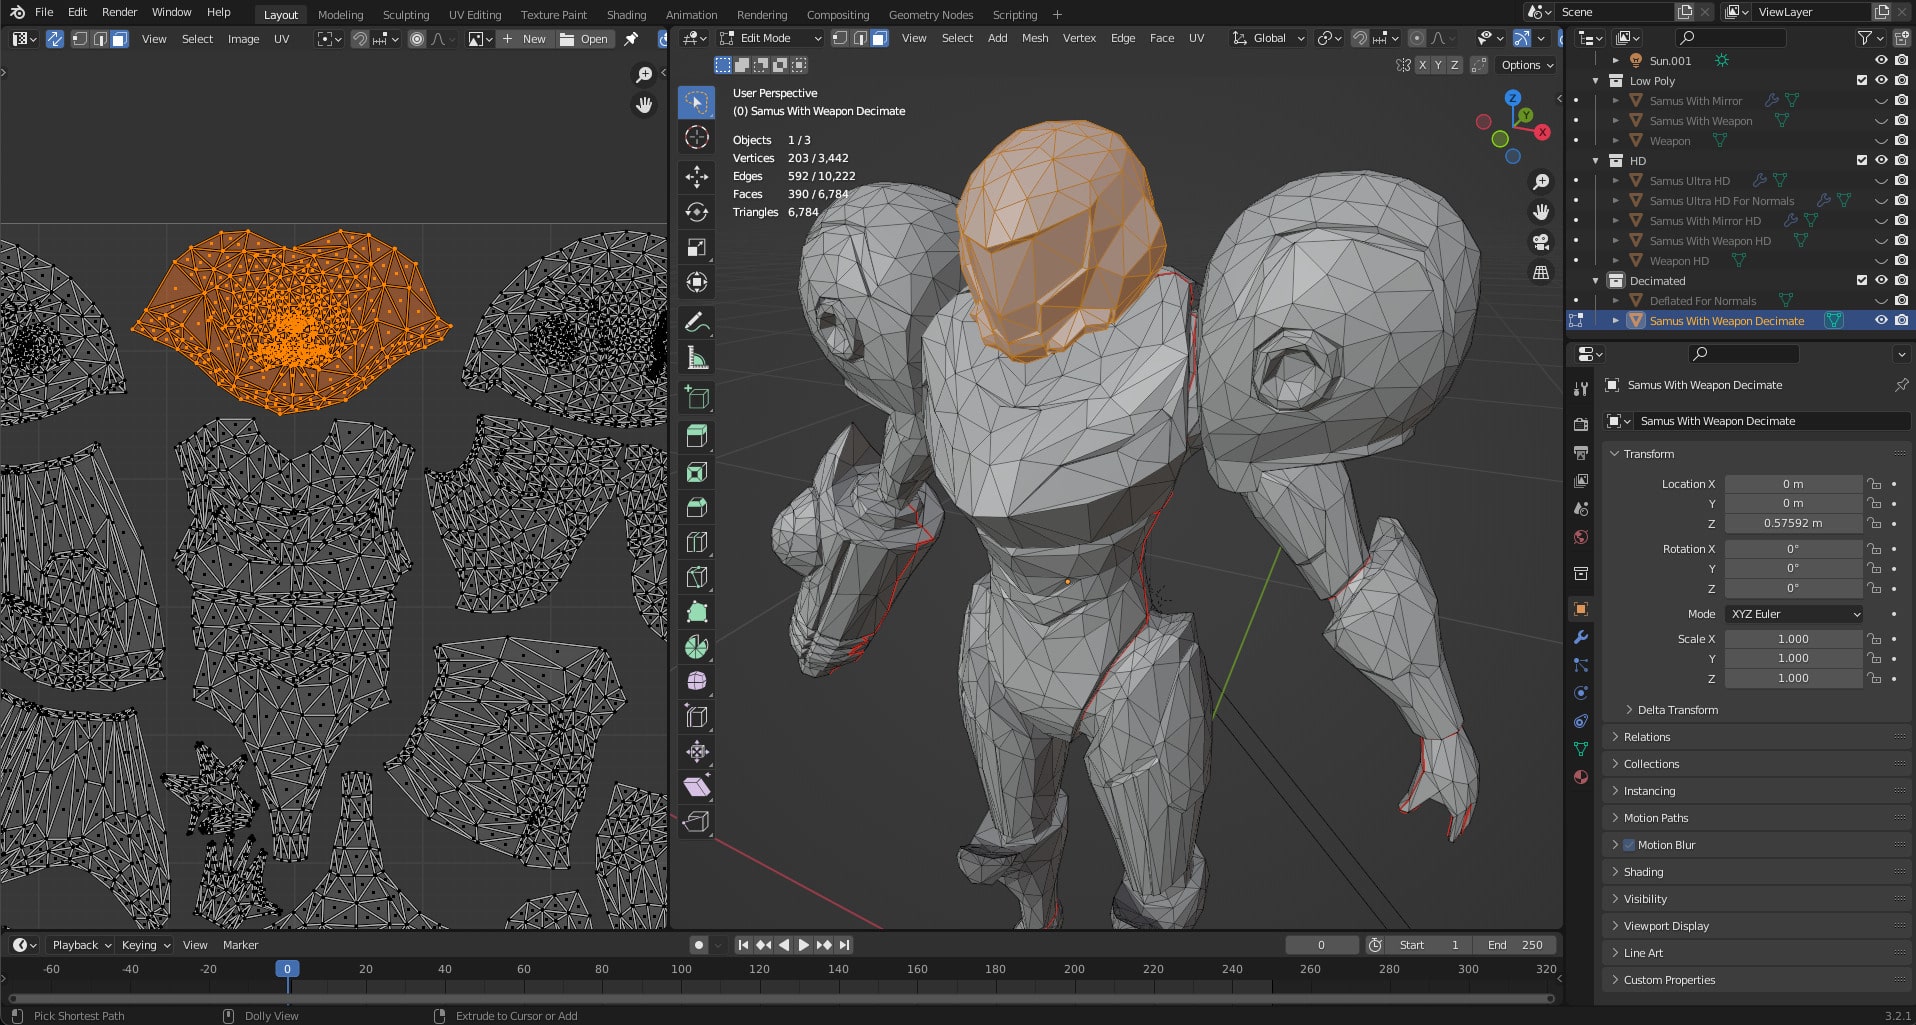 File Edit Render Window Help Layout Modeling Sculpting UV Editing Texture Paint Shading Animation Rendering Compositing Geometry Nodes Scripting + Scene ViewLayer
View Select Image UV + New Open Edit Mode View Select Add Mesh Vertex Edge Face UV Global
X Y Z Options
User Perspective
(0) Samus With Weapon Decimate
Objects 1 / 3
Vertices 203 / 3,442
Edges 592 / 10,222
Faces 390 / 6,784
Triangles 6,784
Z
Y
X
Sun.001
Low Poly
Samus With Mirror
Samus With Weapon
Weapon
HD
Samus Ultra HD
Samus Ultra HD For Normals
Samus With Mirror HD
Samus With Weapon HD
Weapon HD
Decimated
Deflated For Normals
Samus With Weapon Decimate
Samus With Weapon Decimate
Samus With Weapon Decimate
Transform
Location X 0 m
Y 0 m
Z 0.57592 m
Rotation X 0°
Y 0°
Z 0°
Mode XYZ Euler
Scale X 1.000
Y 1.000
Z 1.000
Delta Transform
Relations
Collections
Instancing
Motion Paths
Motion Blur
Shading
Visibility
Viewport Display
Line Art
Custom Properties
Playback Keying View Marker 0 Start 1 End 250
-60 -40 -20 0 20 40 60 80 100 120 140 160 180 200 220 240 260 280 300 320
Pick Shortest Path Dolly View Extrude to Cursor or Add 3.2.1